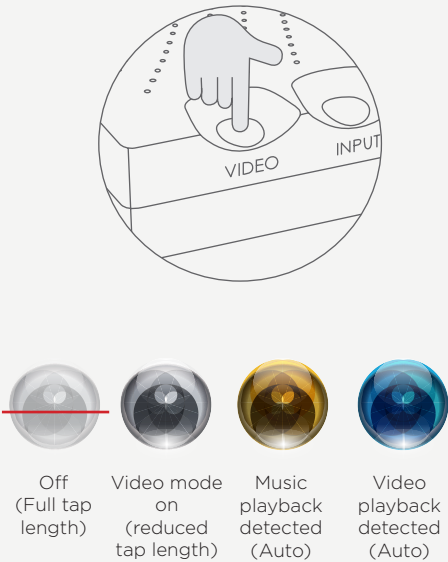 VIDEO
INPUT
Off
(Full tap
length)
Video mode
on
(reduced
tap length)
Music
playback
detected
(Auto)
Video
playback
detected
(Auto)